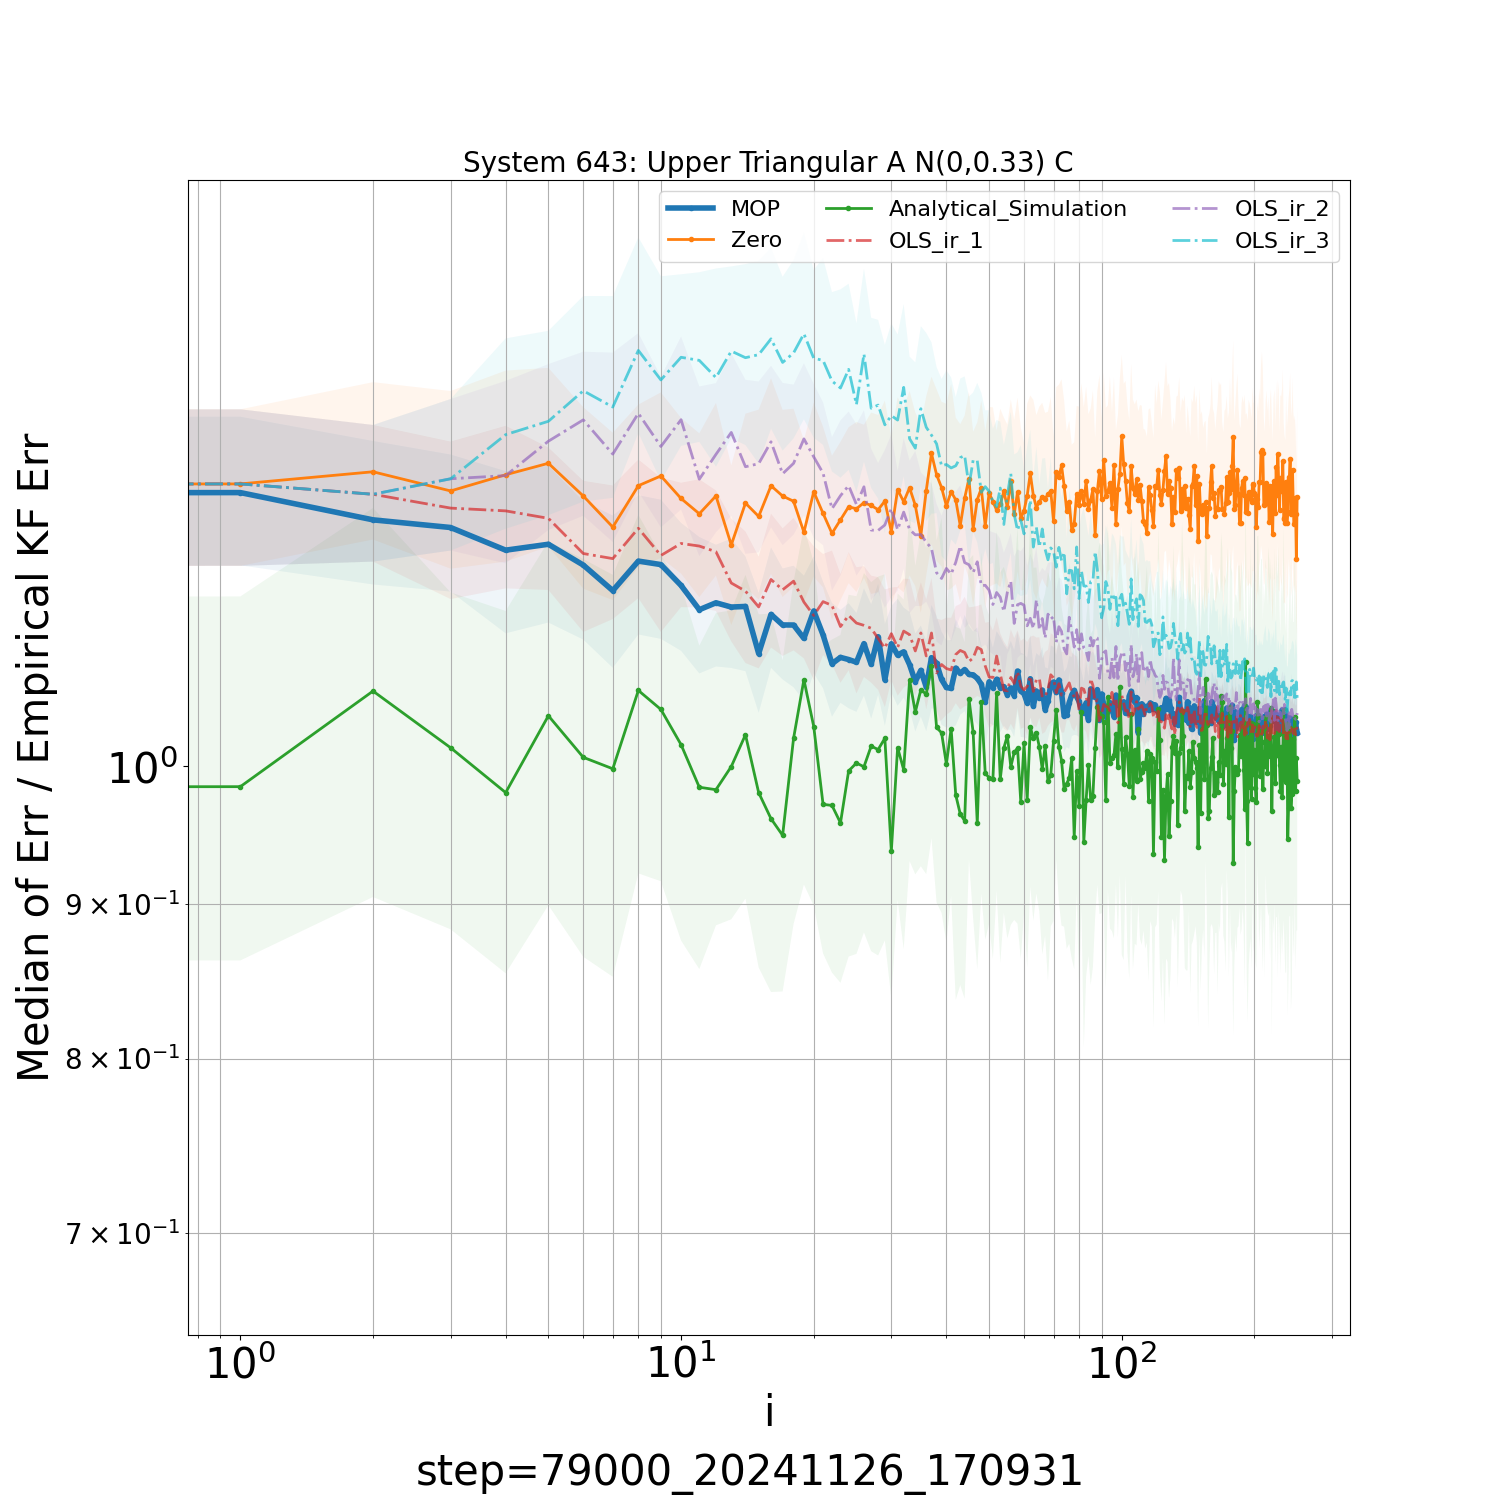 System 643: Upper Triangular A N(0,0.33) C
MOP
Zero
Analytical_Simulation
OLS_ir_1
OLS_ir_2
OLS_ir_3
Median of Err / Empirical KF Err
10⁰
9 × 10⁻¹
8 × 10⁻¹
7 × 10⁻¹
10⁰ 10¹ 10²
i
step=79000_20241126_170931